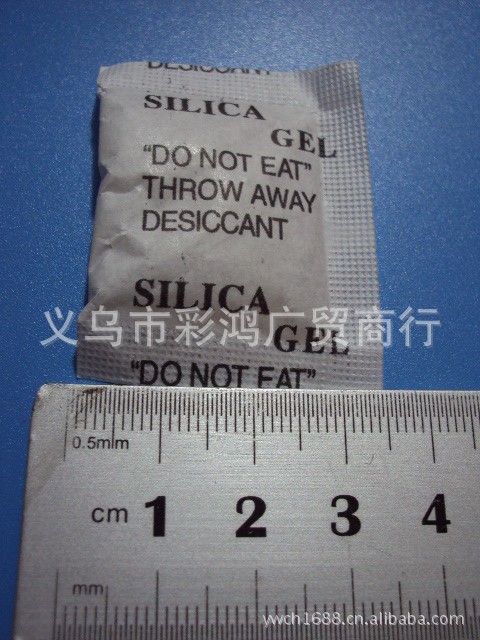 DESICCANT
SILICA
GEL
“DO NOT EAT”
THROW AWAY
DESICCANT
SILICA
GEL
义乌市彩鸿广贸商行
“DO NOT EAT”
0.5mm
cm 1 2 3 4
mm
ywch1688.cn.alibaba.com